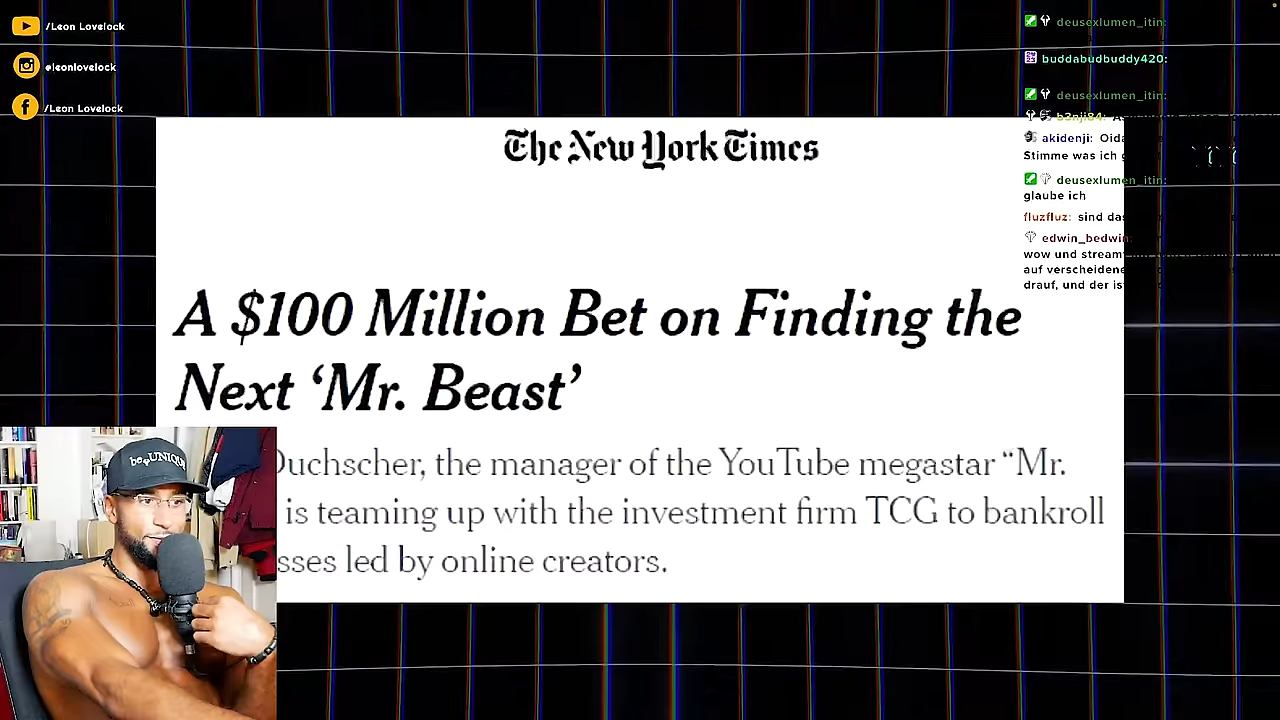 /Leon Lovelock
@leonlovelock
/Leon Lovelock
The New York Times
A $100 Million Bet on Finding the
Next ‘Mr. Beast’
Duchscher, the manager of the YouTube megastar “Mr.
is teaming up with the investment firm TCG to bankroll
sses led by online creators.
be UNIQUE
deusexlumen_itin:
buddabudbuddy420:
deusexlumen_itin:
b3nji84:
akidenji: Oida
Stimme was ich
deusexlumen_itin:
glaube ich
fluzfluz: sind das
edwin_bedwin:
wow und stream
auf verscheidene
drauf, und der is